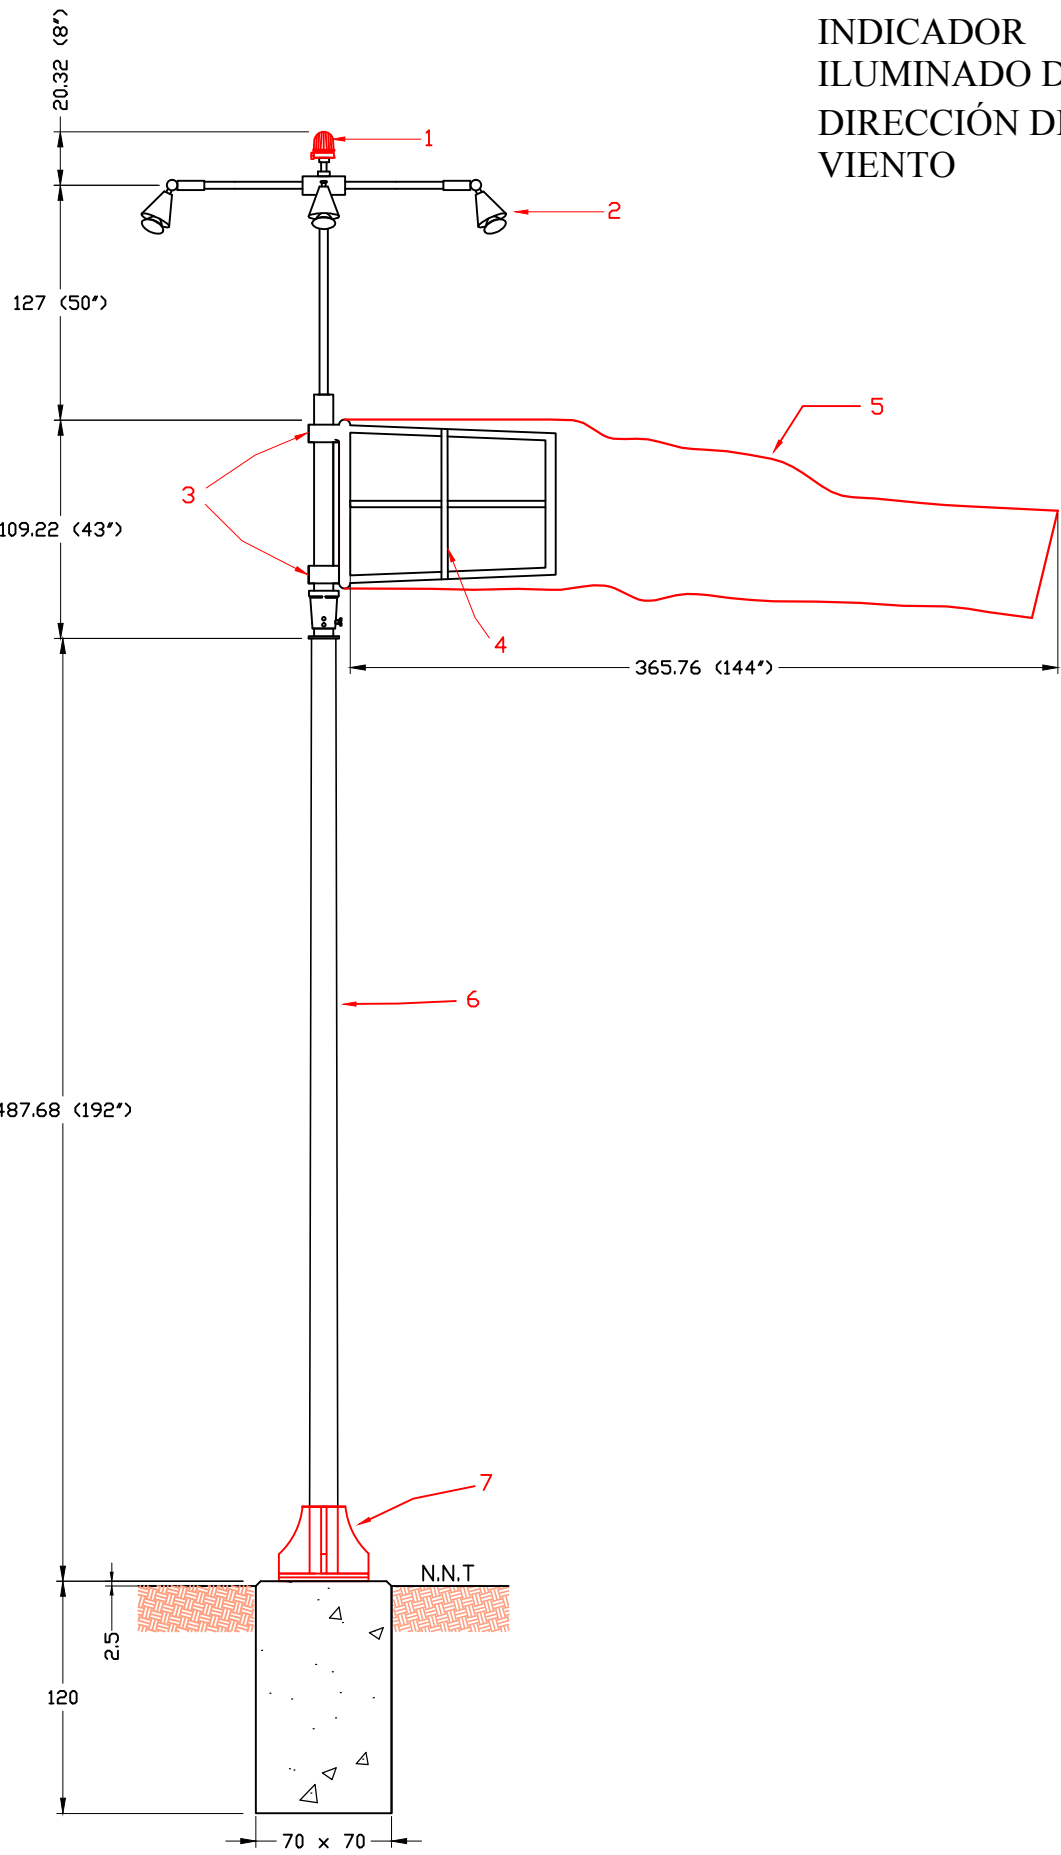 INDICADOR
ILUMINADO D
DIRECCIÓN DE
VIENTO
20.32 (8")
1
2
127 (50")
5
3
109.22 (43")
4
365.76 (144")
6
487.68 (192")
7
N.N.T
2.5
120
70 x 70